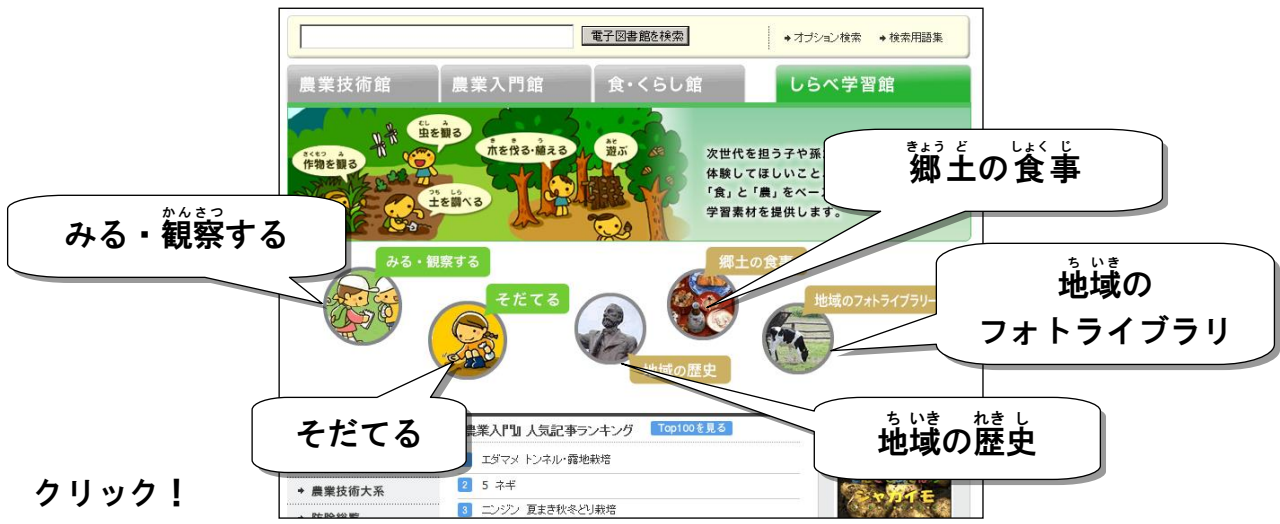 電子図書館を検索
オプション検索
検索用語集
農業技術館
農業入門館
食・くらし館
しらべ学習館
虫を観る
作物を観る
木を伐る・植える
遊ぶ
土を調べる
次世代を担う子や孫
体験してほしいこと
「食」と「農」をベー
学習素材を提供します。
郷土の食事
みる・観察する
みる・観察する
そだてる
郷土の食事
地域のフォトライブラリー
地域の
フォトライブラリ
地域の歴史
そだてる
地域の歴史
人気記事ランキング
Top100を見る
エダマメ トンネル・露地栽培
2 5 ネギ
3 ニンジン 夏まき秋冬どり栽培
農業技術大系
クリック！
ジャガイモ